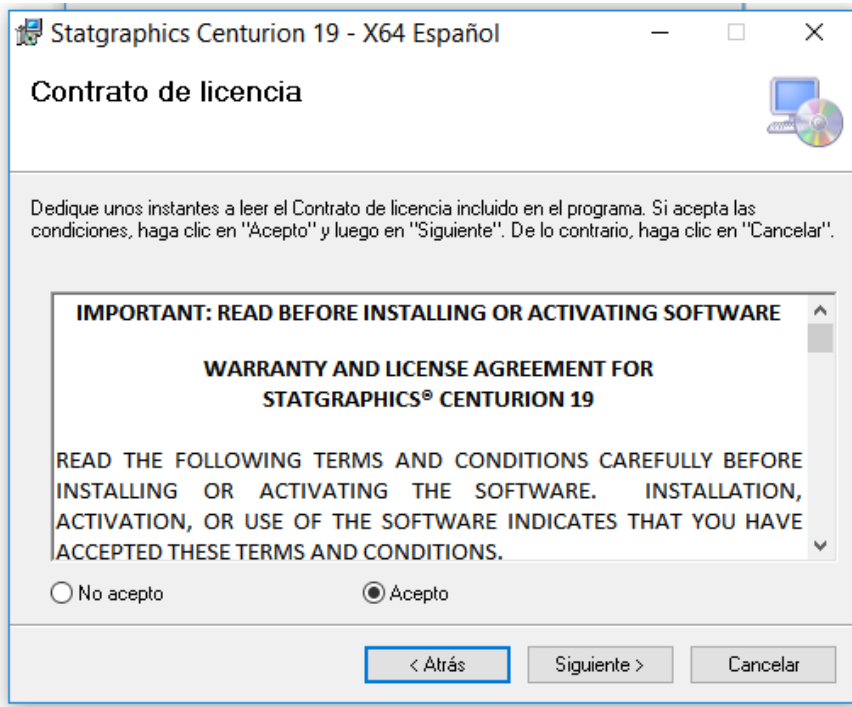 Statgraphics Centurion 19 - X64 Español
Contrato de licencia
Dedique unos instantes a leer el Contrato de licencia incluido en el programa. Si acepta las
condiciones, haga clic en "Acepto" y luego en "Siguiente". De lo contrario, haga clic en "Cancelar".
IMPORTANT: READ BEFORE INSTALLING OR ACTIVATING SOFTWARE
WARRANTY AND LICENSE AGREEMENT FOR
STATGRAPHICS® CENTURION 19
READ THE FOLLOWING TERMS AND CONDITIONS CAREFULLY BEFORE
INSTALLING OR ACTIVATING THE SOFTWARE. INSTALLATION,
ACTIVATION, OR USE OF THE SOFTWARE INDICATES THAT YOU HAVE
ACCEPTED THESE TERMS AND CONDITIONS.
No acepto Acepto
< Atrás Siguiente > Cancelar